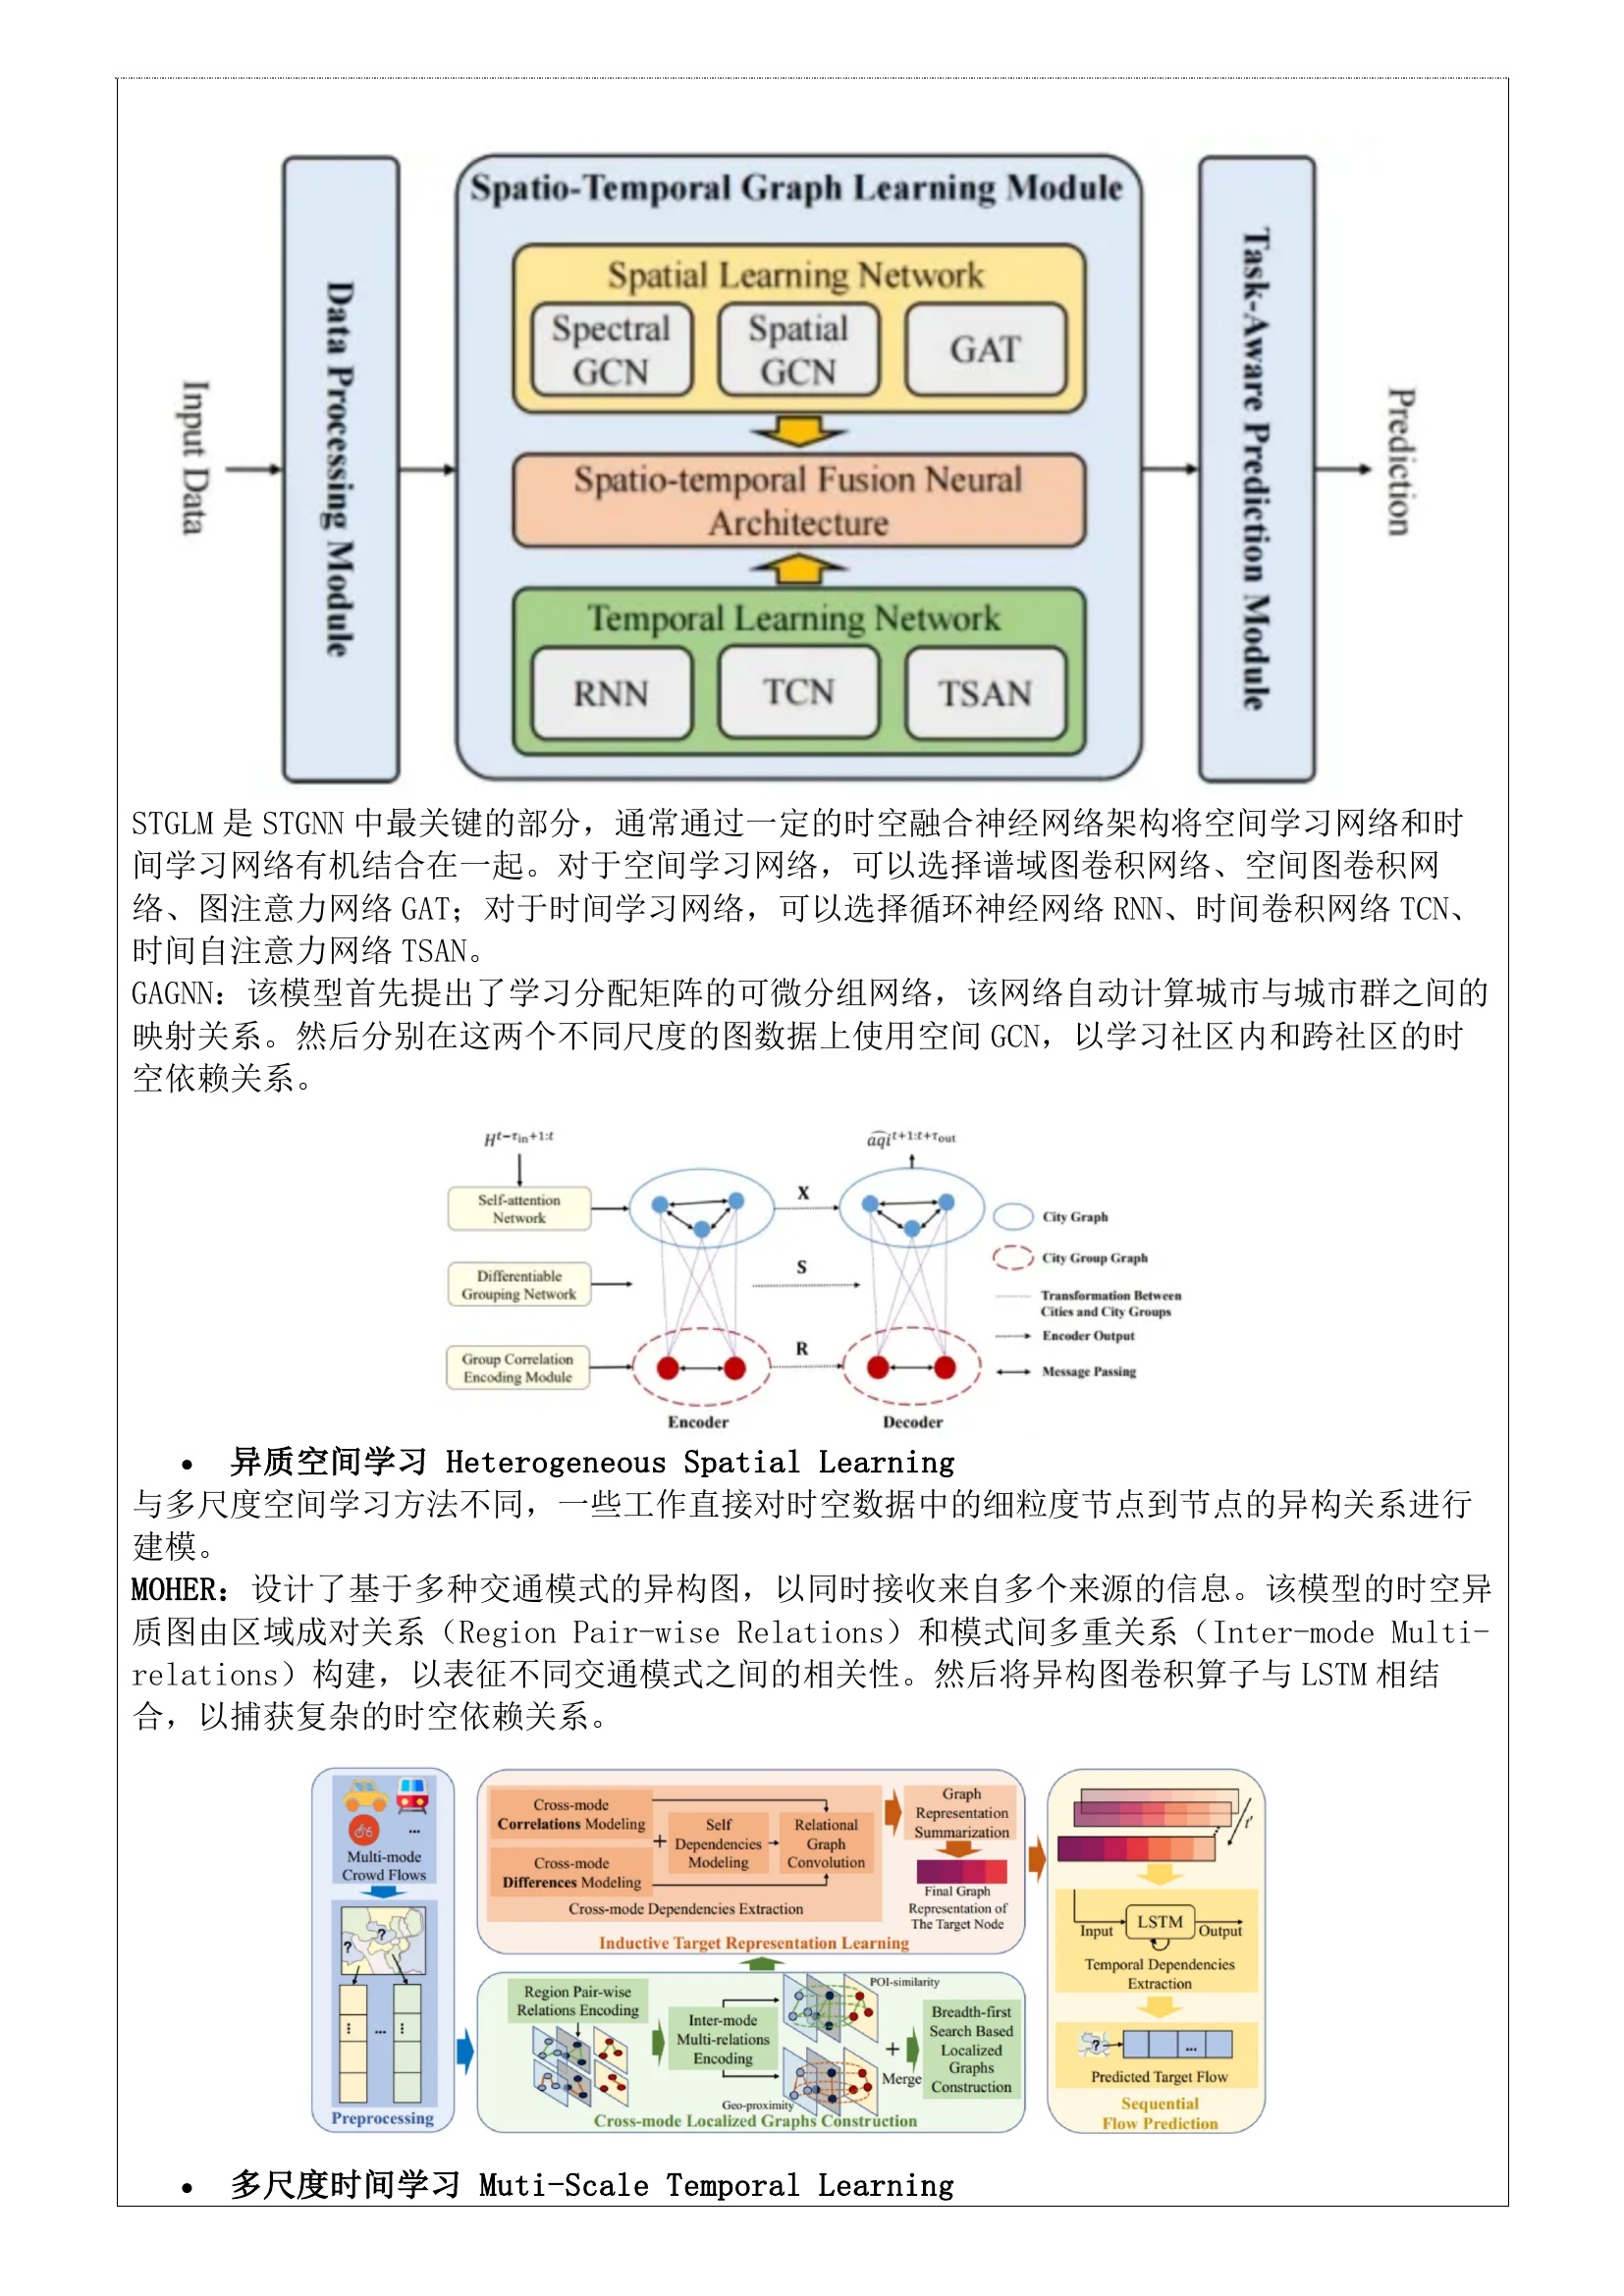 Spatio-Temporal Graph Learning Module
Input Data
Data Processing Module
Spatial Learning Network
Spectral
GCN
Spatial
GCN
GAT
Spatio-temporal Fusion Neural
Architecture
Temporal Learning Network
RNN
TCN
TSAN
Task-Aware Prediction Module
Prediction
STGLM 是 STGNN 中最关键的部分，通常通过一定的时空融合神经网络架构将空间学习网络和时
间学习网络有机结合在一起。对于空间学习网络，可以选择谱域图卷积网络、空间图卷积网
络、图注意力网络 GAT；对于时间学习网络，可以选择循环神经网络 RNN、时间卷积网络 TCN、
时间自注意力网络 TSAN。
GAGNN：该模型首先提出了学习分配矩阵的可微分组网络，该网络自动计算城市与城市群之间的
映射关系。然后分别在这两个不同尺度的图数据上使用空间 GCN，以学习社区内和跨社区的时
空依赖关系。
H^{t−τ_in+1:t}
Self-attention
Network
Differentiable
Grouping Network
Group Correlation
Encoding Module
Encoder
X
S
R
\widehat{aqi}^{t+1:t+τ_out}
Decoder
City Graph
City Group Graph
Transformation Between
Cities and City Groups
Encoder Output
Message Passing
• 异质空间学习 Heterogeneous Spatial Learning
与多尺度空间学习方法不同，一些工作直接对时空数据中的细粒度节点到节点的异构关系进行
建模。
MOHER：设计了基于多种交通模式的异构图，以同时接收来自多个来源的信息。该模型的时空异
质图由区域成对关系（Region Pair-wise Relations）和模式间多重关系（Inter-mode Multi-
relations）构建，以表征不同交通模式之间的相关性。然后将异构图卷积算子与 LSTM 相结
合，以捕获复杂的时空依赖关系。
...
Multi-mode
Crowd Flows
?
?
...
Preprocessing
Cross-mode
Correlations Modeling
Cross-mode
Differences Modeling
+
Self
Dependencies
Modeling
Relational
Graph
Convolution
Cross-mode Dependencies Extraction
Graph
Representation
Summarization
Final Graph
Representation of
The Target Node
Inductive Target Representation Learning
Region Pair-wise
Relations Encoding
Inter-mode
Multi-relations
Encoding
POI-similarity
Geo-proximity
+
Merge
Breadth-first
Search Based
Localized
Graphs
Construction
Cross-mode Localized Graphs Construction
t'
Input
LSTM
Output
Temporal Dependencies
Extraction
?
...
Predicted Target Flow
Sequential
Flow Prediction
• 多尺度时间学习 Muti-Scale Temporal Learning